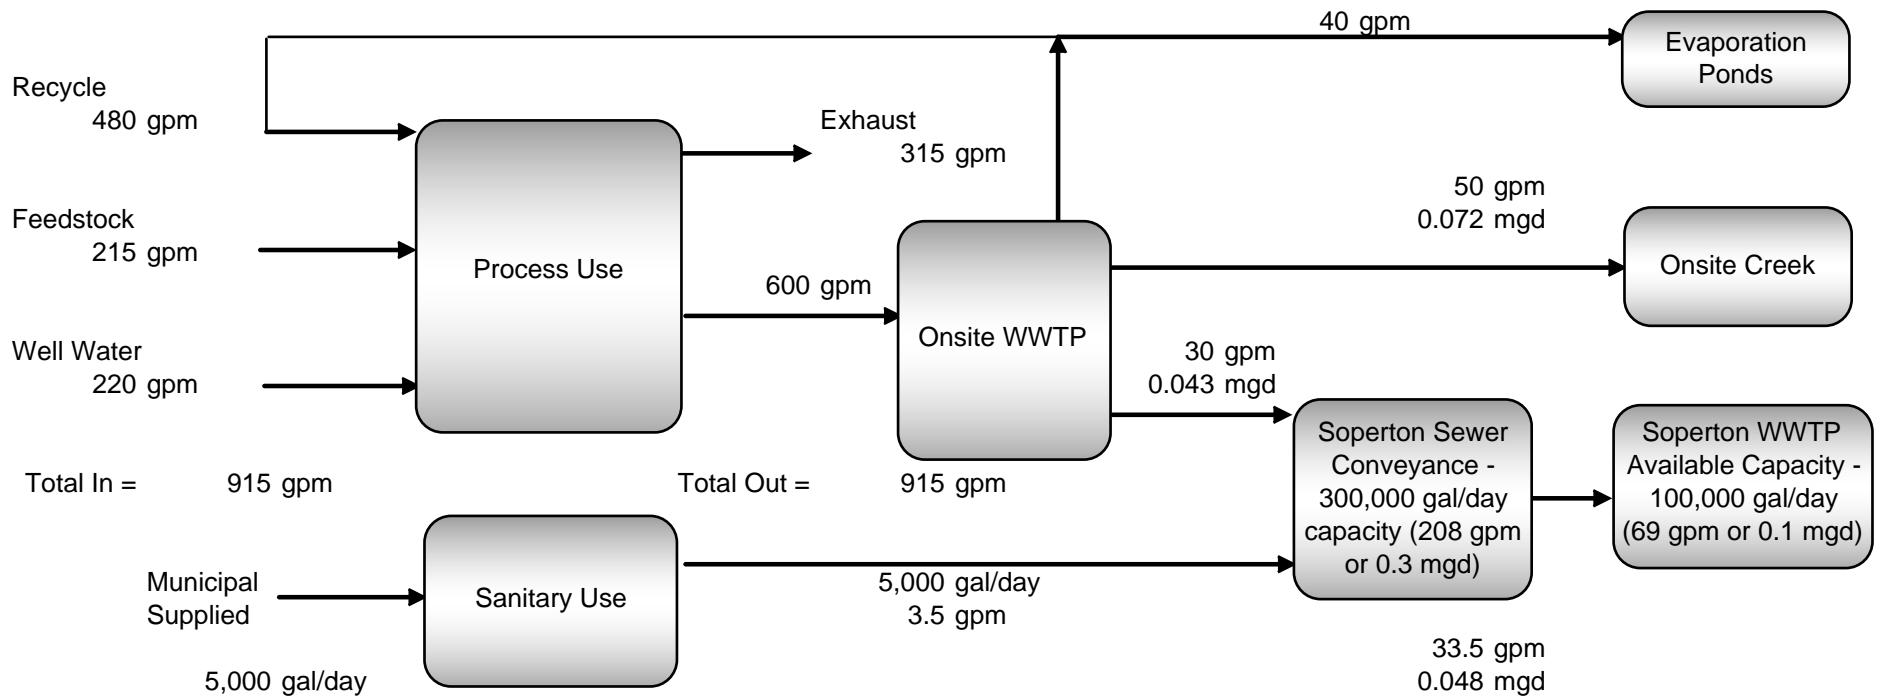 40 gpm
Evaporation
Ponds
Recycle
480 gpm
Exhaust
315 gpm
50 gpm
0.072 mgd
Feedstock
215 gpm
Process Use
Onsite Creek
600 gpm
Onsite WWTP
Well Water
220 gpm
30 gpm
0.043 mgd
Soperton Sewer
Conveyance -
300,000 gal/day
capacity (208 gpm
or 0.3 mgd)
Soperton WWTP
Available Capacity -
100,000 gal/day
(69 gpm or 0.1 mgd)
Total In = 915 gpm
Total Out = 915 gpm
Municipal
Supplied
5,000 gal/day
Sanitary Use
5,000 gal/day
3.5 gpm
33.5 gpm
0.048 mgd